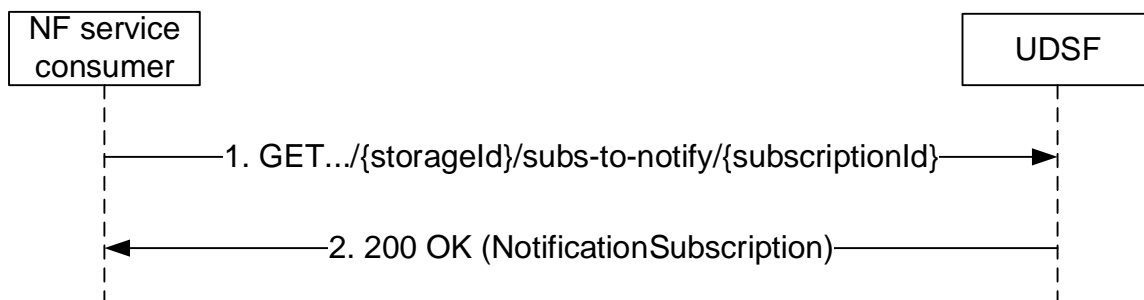 NF service
consumer
UDSF
1. GET.../{storageId}/subs-to-notify/{subscriptionId}
2. 200 OK (NotificationSubscription)